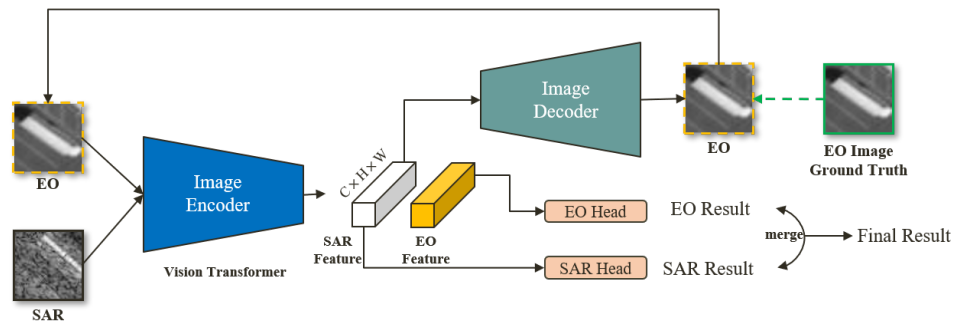 EO
SAR
Image
Encoder
Vision Transformer
C×H×W
SAR
Feature
EO
Feature
Image
Decoder
EO
EO Image
Ground Truth
EO Head
EO Result
SAR Head
SAR Result
merge
Final Result